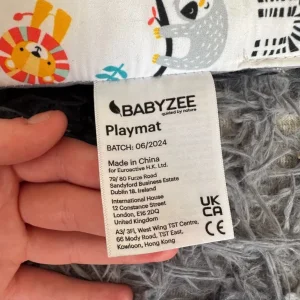 BABYZEE
guided by nature
Playmat
BATCH: 06/2024
Made in China
for Euroactive H.K. Ltd.
79/ 80 Furze Road
Sandyford Business Estate
Dublin 18. Ireland
International House
12 Constance Street
London, E16 2DQ
United Kingdom
A3/ 3Fl, West Wing TST Centre,
66 Mody Road, TST East,
Kowloon, Hong Kong
UK
CA
CE